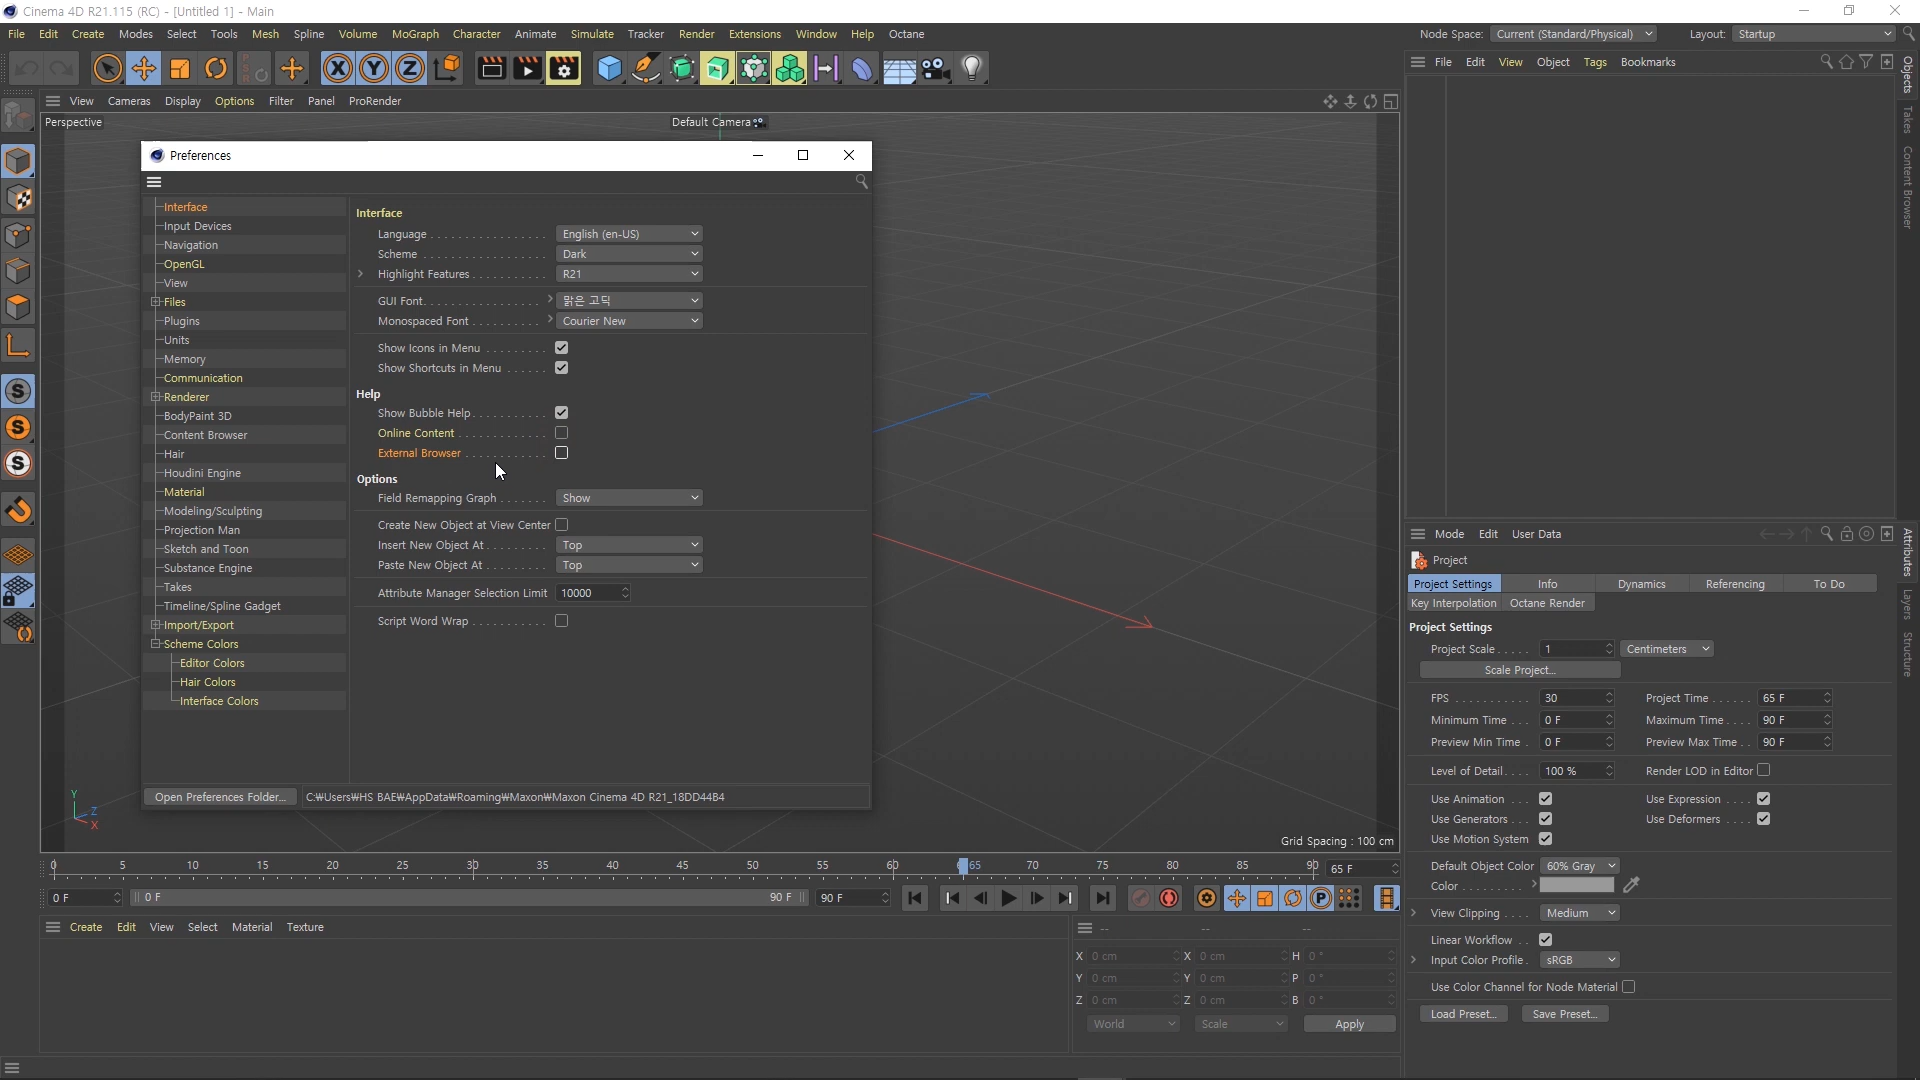 Cinema 4D R21.115 (RC) - [Untitled 1] - Main
File Edit Create Modes Select Tools Mesh Spline Volume MoGraph Character Animate Simulate Tracker Render Extensions Window Help Octane
Node Space: Current (Standard/Physical) Layout: Startup
PSR
X Y Z
File Edit View Object Tags Bookmarks
View Cameras Display Options Filter Panel ProRender
Perspective
Default Camera
Objects
Takes
Content Browser
Preferences
Interface
Input Devices
Navigation
OpenGL
View
Files
Plugins
Units
Memory
Communication
Renderer
BodyPaint 3D
Content Browser
Hair
Houdini Engine
Material
Modeling/Sculpting
Projection Man
Sketch and Toon
Substance Engine
Takes
Timeline/Spline Gadget
Import/Export
Scheme Colors
Editor Colors
Hair Colors
Interface Colors
Interface
Language English (en-US)
Scheme Dark
Highlight Features R21
GUI Font 맑은 고딕
Monospaced Font Courier New
Show Icons in Menu
Show Shortcuts in Menu
Help
Show Bubble Help
Online Content
External Browser
Options
Field Remapping Graph Show
Create New Object at View Center
Insert New Object At Top
Paste New Object At Top
Attribute Manager Selection Limit 10000
Script Word Wrap
Open Preferences Folder... C:₩Users₩HS BAE₩AppData₩Roaming₩Maxon₩Maxon Cinema 4D R21_18DD44B4
S
S
S
Y
Z
X
Grid Spacing : 100 cm
0 5 10 15 20 25 30 35 40 45 50 55 60 65 70 75 80 85 90 65 F
0 F 0 F 90 F 90 F
P
Create Edit View Select Material Texture
-- -- --
X 0 cm X 0 cm H 0 °
Y 0 cm Y 0 cm P 0 °
Z 0 cm Z 0 cm B 0 °
World Scale Apply
Mode Edit User Data
Attributes
Layers
Structure
Project
Project Settings Info Dynamics Referencing To Do
Key Interpolation Octane Render
Project Settings
Project Scale 1 Centimeters
Scale Project...
FPS 30 Project Time 65 F
Minimum Time 0 F Maximum Time 90 F
Preview Min Time 0 F Preview Max Time 90 F
Level of Detail 100 % Render LOD in Editor
Use Animation Use Expression
Use Generators Use Deformers
Use Motion System
Default Object Color 60% Gray
Color
View Clipping Medium
Linear Workflow
Input Color Profile sRGB
Use Color Channel for Node Material
Load Preset... Save Preset...